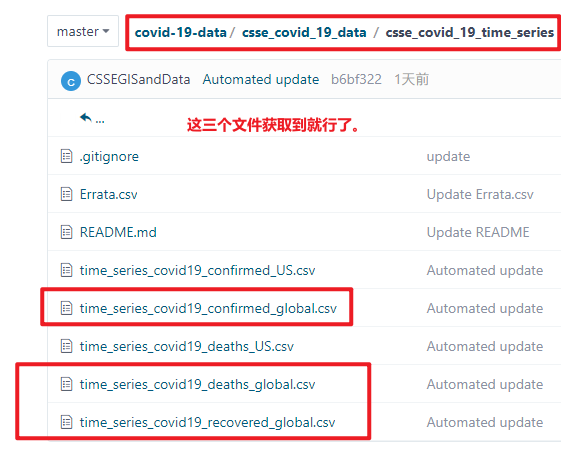 master covid-19-data / csse_covid_19_data / csse_covid_19_time_series
C CSSEGISandData Automated update b6bf322 1天前
... 这三个文件获取到就行了。
.gitignore update
Errata.csv Update Errata.csv
README.md Update README
time_series_covid19_confirmed_US.csv Automated update
time_series_covid19_confirmed_global.csv Automated update
time_series_covid19_deaths_US.csv Automated update
time_series_covid19_deaths_global.csv Automated update
time_series_covid19_recovered_global.csv Automated update